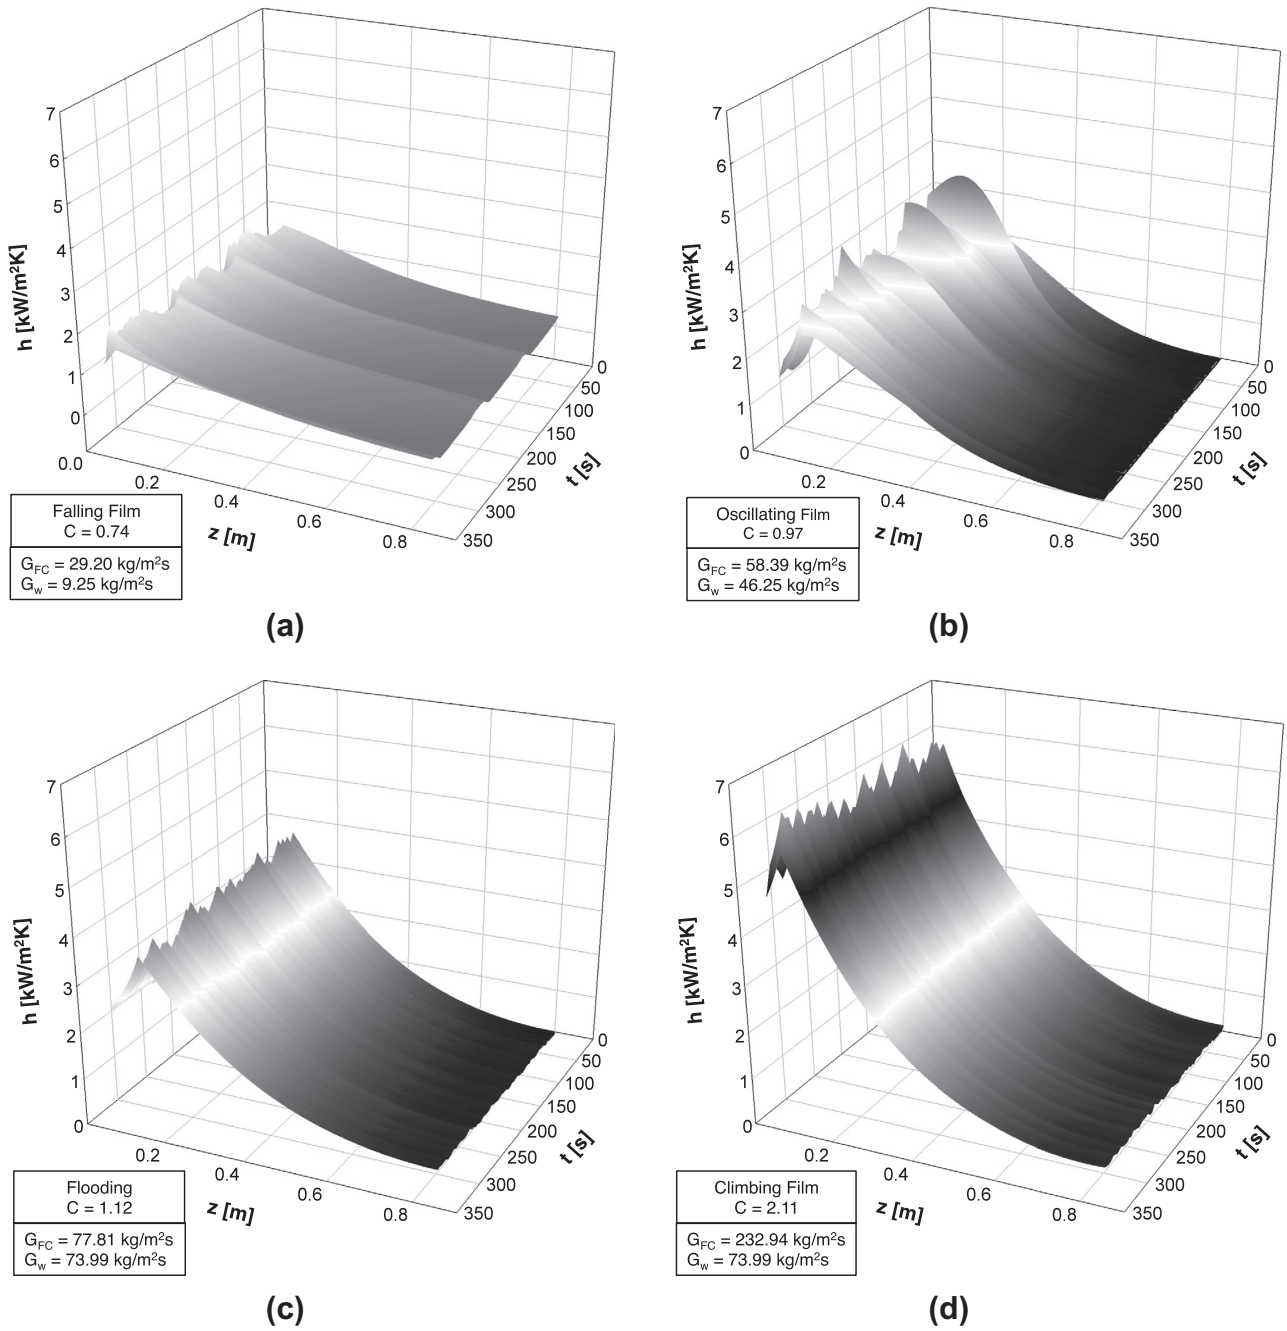 7
6
5
4
3
2
1
0
h [kW/m²K]
0.0
0.2
0.4
0.6
0.8
z [m]
0
50
100
150
200
250
300
350
t [s]
Falling Film
C = 0.74
G_FC = 29.20 kg/m²s
G_w = 9.25 kg/m²s
(a)
7
6
5
4
3
2
1
0
h [kW/m²K]
0.2
0.4
0.6
0.8
z [m]
0
50
100
150
200
250
300
350
t [s]
Oscillating Film
C = 0.97
G_FC = 58.39 kg/m²s
G_w = 46.25 kg/m²s
(b)
7
6
5
4
3
2
1
0
h [kW/m²K]
0.2
0.4
0.6
0.8
z [m]
0
50
100
150
200
250
300
350
t [s]
Flooding
C = 1.12
G_FC = 77.81 kg/m²s
G_w = 73.99 kg/m²s
(c)
7
6
5
4
3
2
1
0
h [kW/m²K]
0.2
0.4
0.6
0.8
z [m]
0
50
100
150
200
250
300
350
t [s]
Climbing Film
C = 2.11
G_FC = 232.94 kg/m²s
G_w = 73.99 kg/m²s
(d)